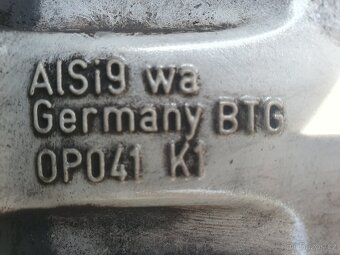 AlSi9 wa
Germany BTG
0P041 K1